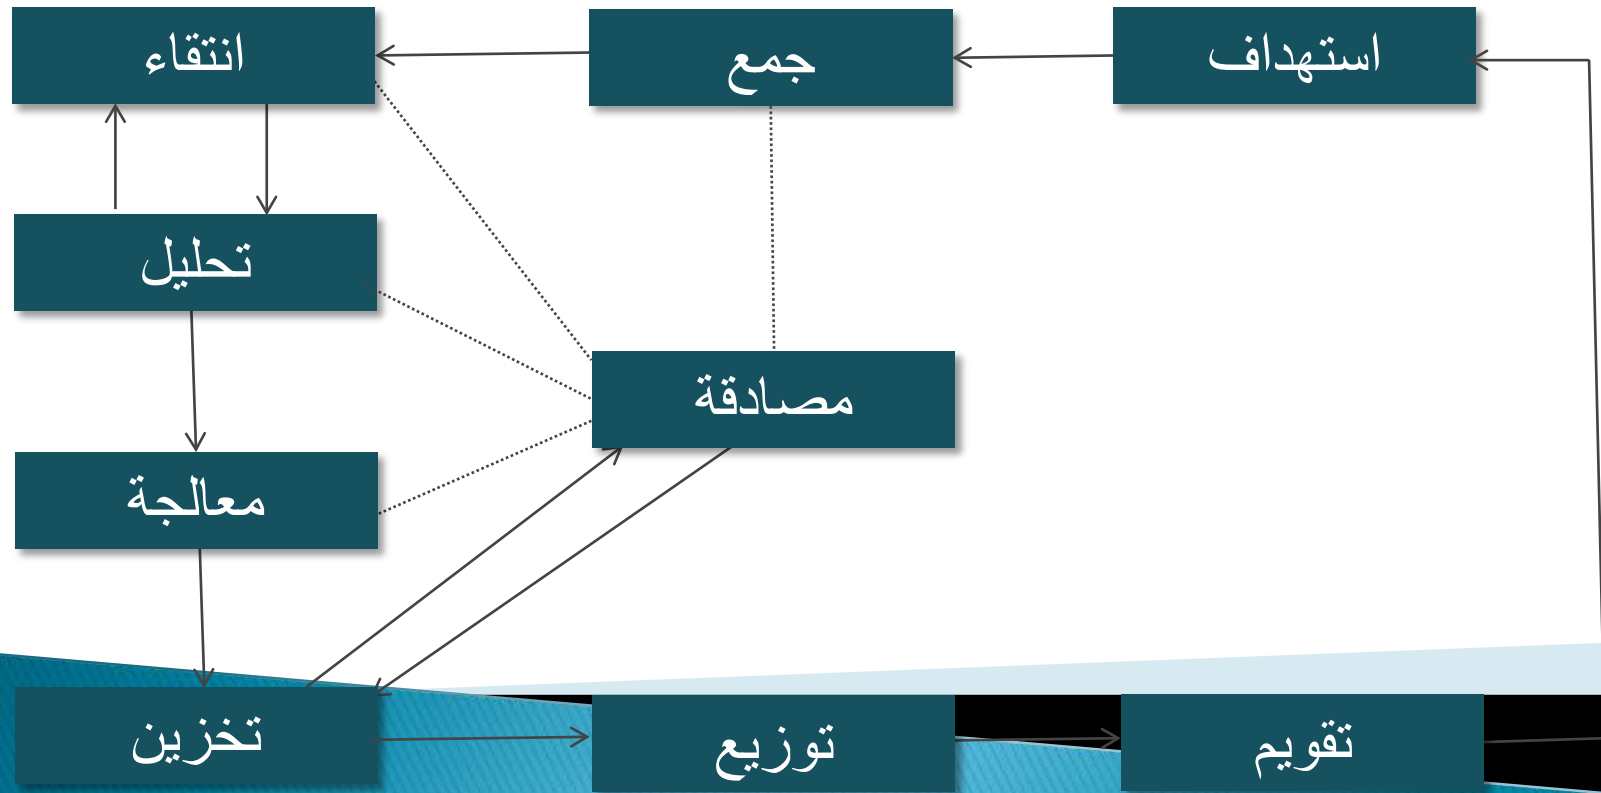 استهداف
جمع
انتقاء
تحليل
مصادقة
معالجة
تخزين
توزيع
تقويم